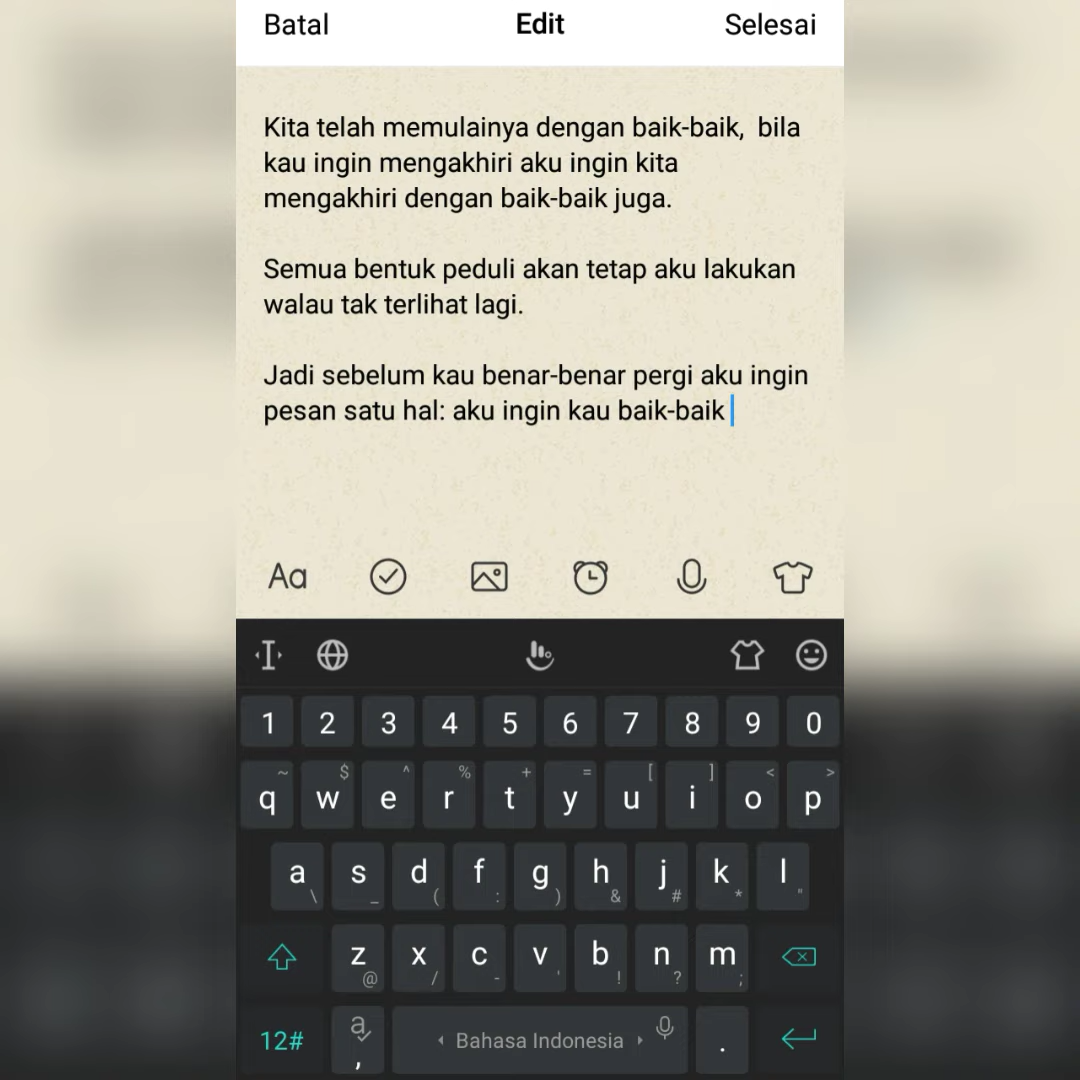 Batal Edit Selesai
Kita telah memulainya dengan baik-baik,  bila
kau ingin mengakhiri aku ingin kita
mengakhiri dengan baik-baik juga.
Semua bentuk peduli akan tetap aku lakukan
walau tak terlihat lagi.
Jadi sebelum kau benar-benar pergi aku ingin
pesan satu hal: aku ingin kau baik-baik
Aa
1 2 3 4 5 6 7 8 9 0
~ $ ^ % + = [ ] < >
q w e r t y u i o p
a s d f g h j k l
\ _ ( : ) & # * "
z x c v b n m
@ / - ' ! ? ;
12# a , Bahasa Indonesia .